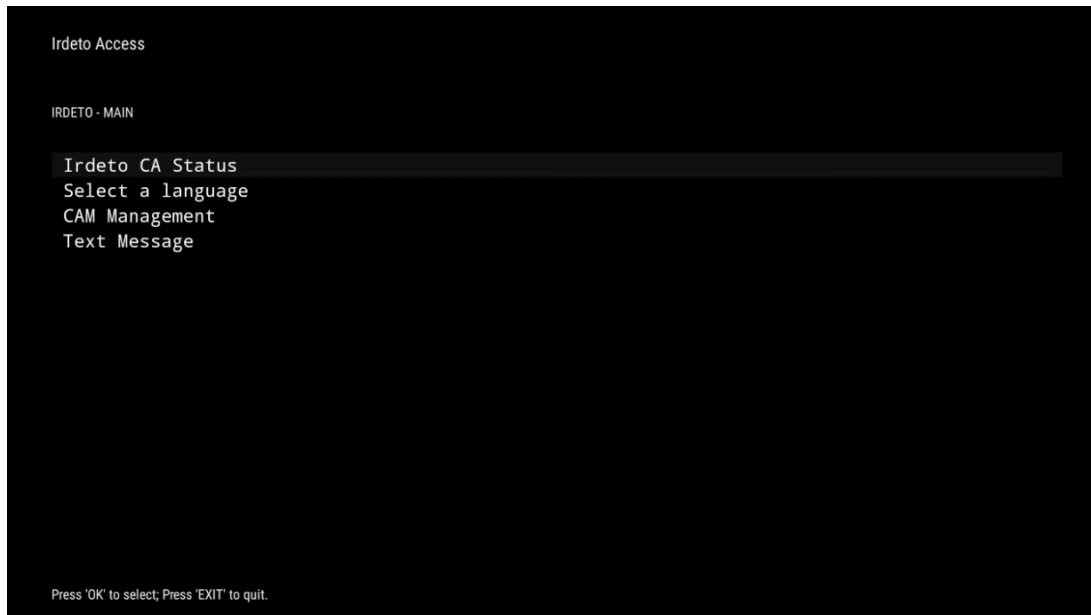 Irdeto Access
IRDETO - MAIN
Irdeto CA Status
Select a language
CAM Management
Text Message
Press 'OK' to select; Press 'EXIT' to quit.